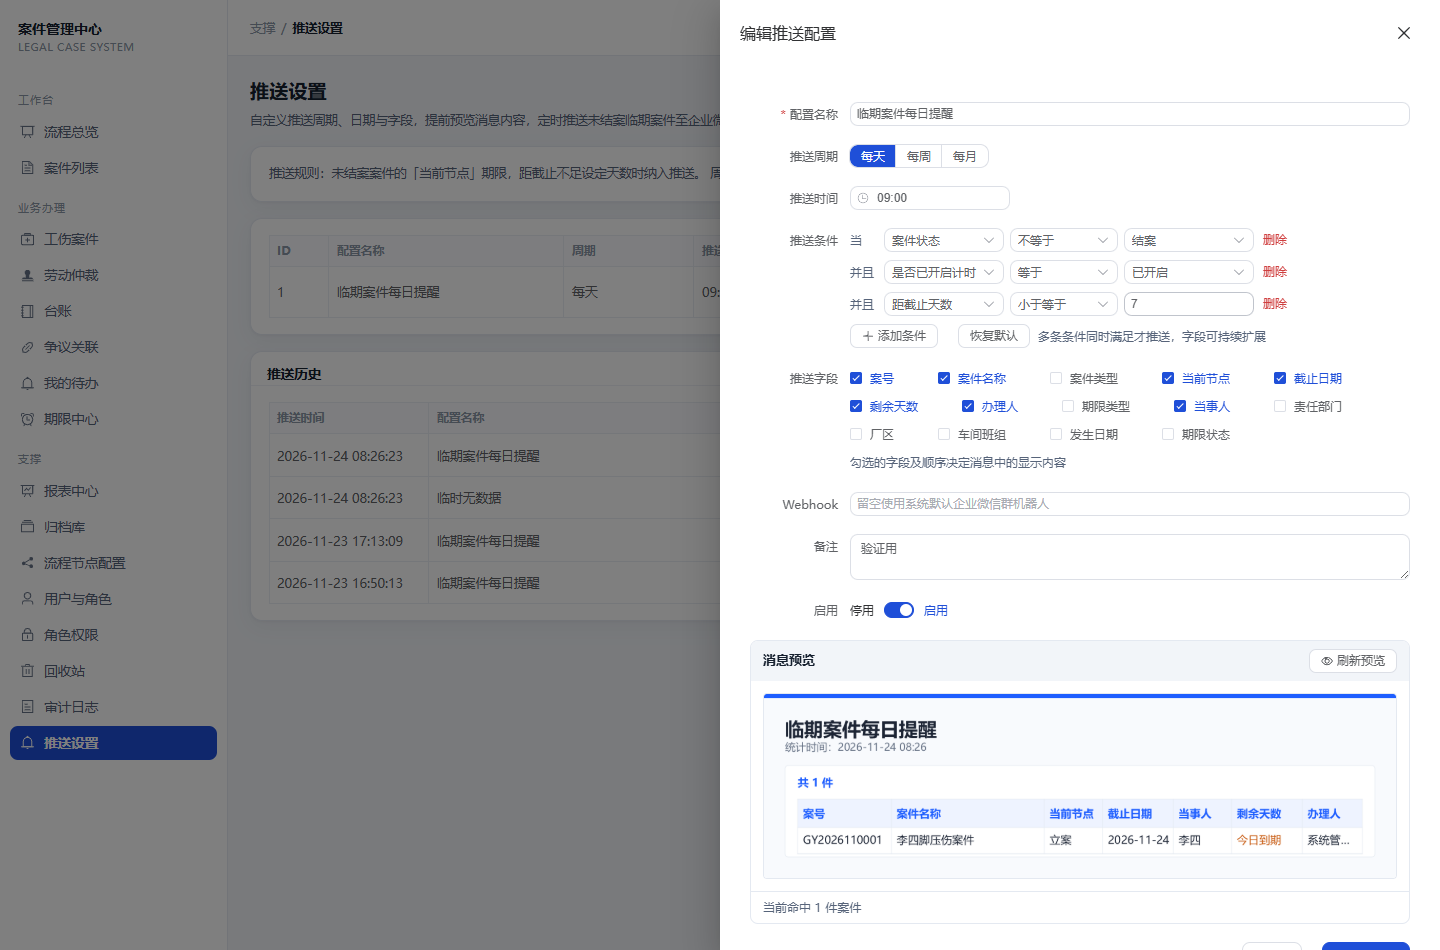 案件管理中心
LEGAL CASE SYSTEM
工作台
流程总览
案件列表
业务办理
工伤案件
劳动仲裁
台账
争议关联
我的待办
期限中心
支撑
报表中心
归档库
流程节点配置
用户与角色
角色权限
回收站
审计日志
推送设置
支撑 / 推送设置
推送设置
自定义推送周期、日期与字段，提前预览消息内容，定时推送未结案临期案件至企业微
推送规则：未结案案件的「当前节点」期限，距截止不足设定天数时纳入推送。 周
ID 配置名称 周期 推送
1 临期案件每日提醒 每天 09:
推送历史
推送时间 配置名称
2026-11-24 08:26:23 临期案件每日提醒
2026-11-24 08:26:23 临时无数据
2026-11-23 17:13:09 临期案件每日提醒
2026-11-23 16:50:13 临期案件每日提醒
编辑推送配置
* 配置名称 临期案件每日提醒
推送周期 每天 每周 每月
推送时间 09:00
推送条件 当 案件状态 不等于 结案 删除
并且 是否已开启计时 等于 已开启 删除
并且 距截止天数 小于等于 7 删除
添加条件 恢复默认 多条条件同时满足才推送，字段可持续扩展
推送字段 案号 案件名称 案件类型 当前节点 截止日期
剩余天数 办理人 期限类型 当事人 责任部门
厂区 车间班组 发生日期 期限状态
勾选的字段及顺序决定消息中的显示内容
Webhook 留空使用系统默认企业微信群机器人
备注 验证用
启用 停用 启用
消息预览 刷新预览
临期案件每日提醒
统计时间：2026-11-24 08:26
共 1 件
案号 案件名称 当前节点 截止日期 当事人 剩余天数 办理人
GY2026110001 李四脚压伤案件 立案 2026-11-24 李四 今日到期 系统管...
当前命中 1 件案件